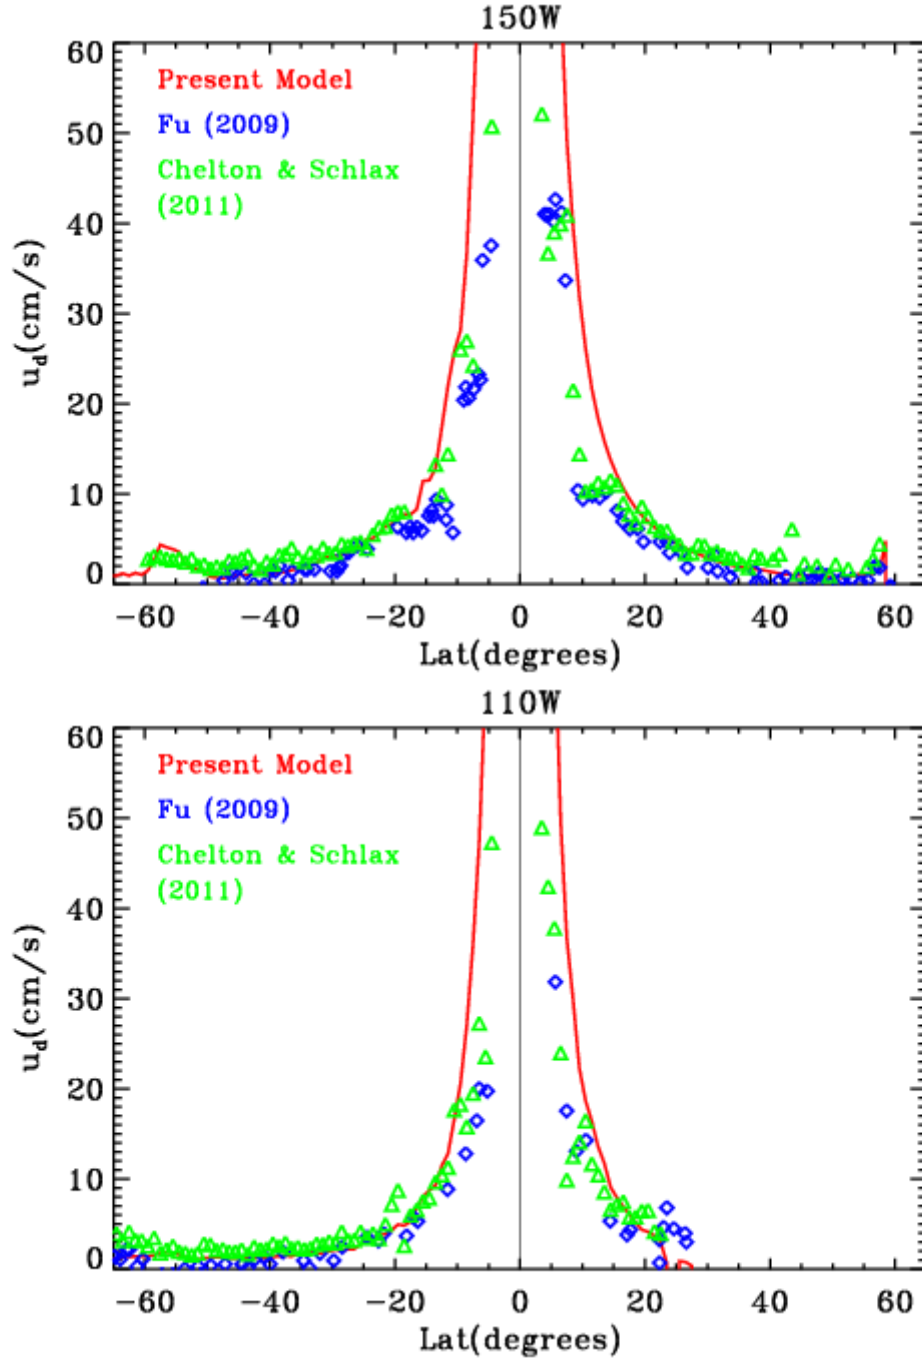 150W
60
50
40
30
20
10
0
u_d(cm/s)
Present Model
Fu (2009)
Chelton & Schlax
(2011)
−60 −40 −20 0 20 40 60
Lat(degrees)
110W
60
50
40
30
20
10
0
u_d(cm/s)
Present Model
Fu (2009)
Chelton & Schlax
(2011)
−60 −40 −20 0 20 40 60
Lat(degrees)